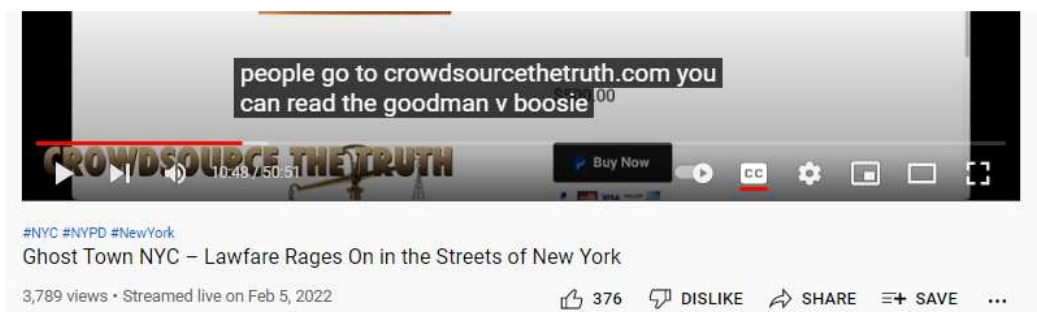 people go to crowdsourcethetruth.com you
can read the goodman v boosie
CROWDSOURCE THE TRUTH
10:48 / 50:51
Buy Now
CC
#NYC #NYPD #NewYork
Ghost Town NYC – Lawfare Rages On in the Streets of New York
3,789 views • Streamed live on Feb 5, 2022
376 DISLIKE SHARE SAVE ...